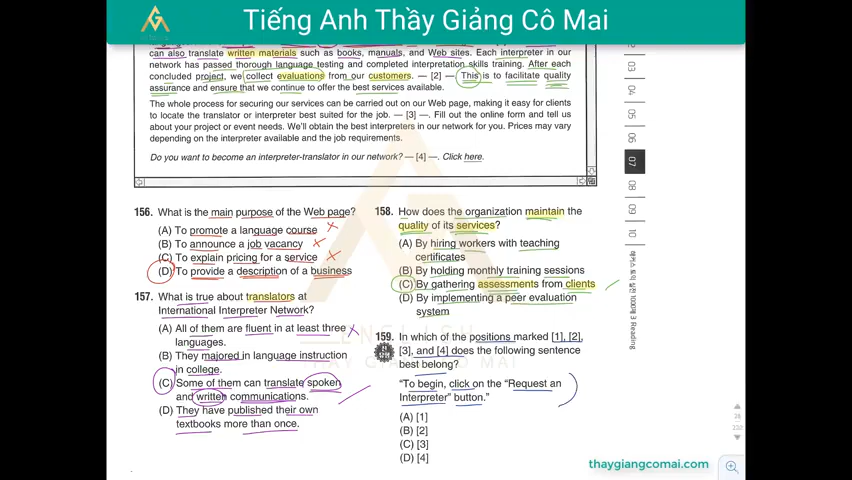 Tiếng Anh Thầy Giảng Cô Mai
can also translate written materials such as books, manuals, and Web sites. Each interpreter in our
network has passed thorough language testing and completed interpretation skills training. After each
concluded project, we collect evaluations from our customers. — [2] — This is to facilitate quality
assurance and ensure that we continue to offer the best services available.
The whole process for securing our services can be carried out on our Web page, making it easy for clients
to locate the translator or interpreter best suited for the job. — [3] —. Fill out the online form and tell us
about your project or event needs. We'll obtain the best interpreters in our network for you. Prices may vary
depending on the interpreter available and the job requirements.
Do you want to become an interpreter-translator in our network? — [4] —. Click here.
156. What is the main purpose of the Web page?
(A) To promote a language course
(B) To announce a job vacancy
(C) To explain pricing for a service
(D) To provide a description of a business
157. What is true about translators at
International Interpreter Network?
(A) All of them are fluent in at least three
languages.
(B) They majored in language instruction
in college.
(C) Some of them can translate spoken
and written communications.
(D) They have published their own
textbooks more than once.
158. How does the organization maintain the
quality of its services?
(A) By hiring workers with teaching
certificates
(B) By holding monthly training sessions
(C) By gathering assessments from clients
(D) By implementing a peer evaluation
system
159. In which of the positions marked [1], [2],
[3], and [4] does the following sentence
best belong?
"To begin, click on the "Request an
Interpreter" button."
(A) [1]
(B) [2]
(C) [3]
(D) [4]
03
04
05
06
07
08
09
10
ENGLISH
THẦY GIẢNG CÔ MAI
thaygiangcomai.com